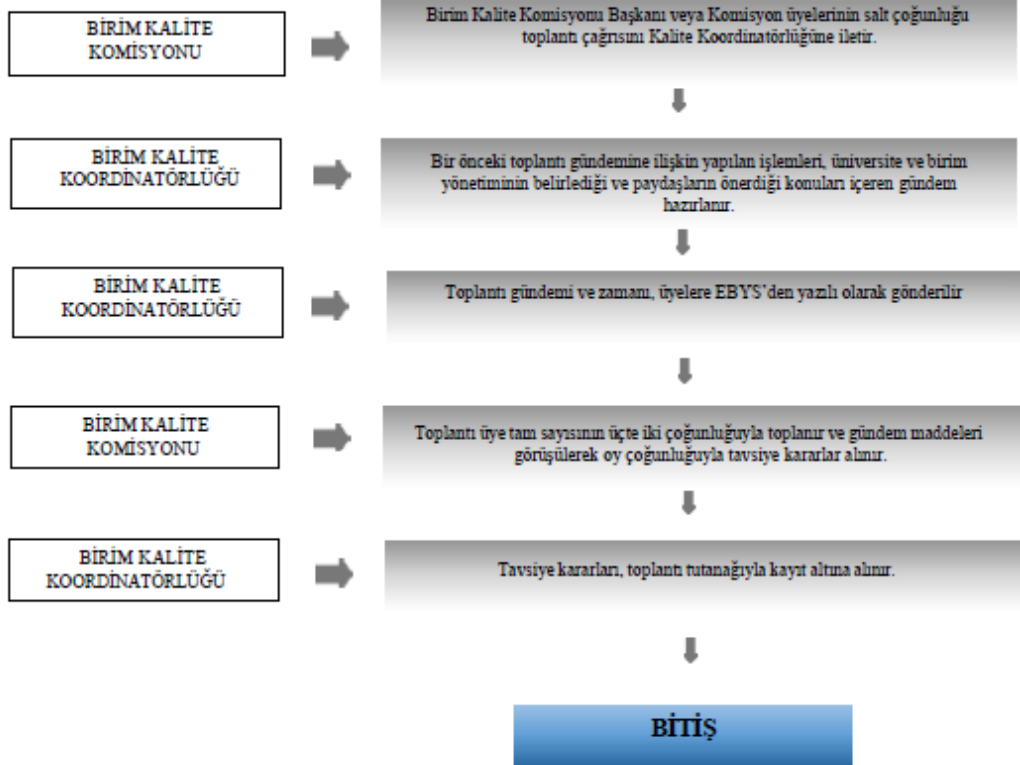 BİRİM KALİTE
KOMİSYONU
Birim Kalite Komisyonu Başkanı veya Komisyon üyelerinin salt çoğunluğu
toplantı çağrısını Kalite Koordinatörlüğüne iletir.
BİRİM KALİTE
KOORDİNATÖRLÜĞÜ
Bir önceki toplantı gündemine ilişkin yapılan işlemleri, üniversite ve birim
yönetiminin belirlediği ve paydaşların önerdiği konuları içeren gündem
hazırlanır.
BİRİM KALİTE
KOORDİNATÖRLÜĞÜ
Toplantı gündemi ve zamanı, üyelere EBYS’den yazılı olarak gönderilir
BİRİM KALİTE
KOMİSYONU
Toplantı üye tam sayısının üçte iki çoğunluğuyla toplanır ve gündem maddeleri
görüşülerek oy çoğunluğuyla tavsiye kararlar alınır.
BİRİM KALİTE
KOORDİNATÖRLÜĞÜ
Tavsiye kararları, toplantı tutanağıyla kayıt altına alınır.
BİTİŞ